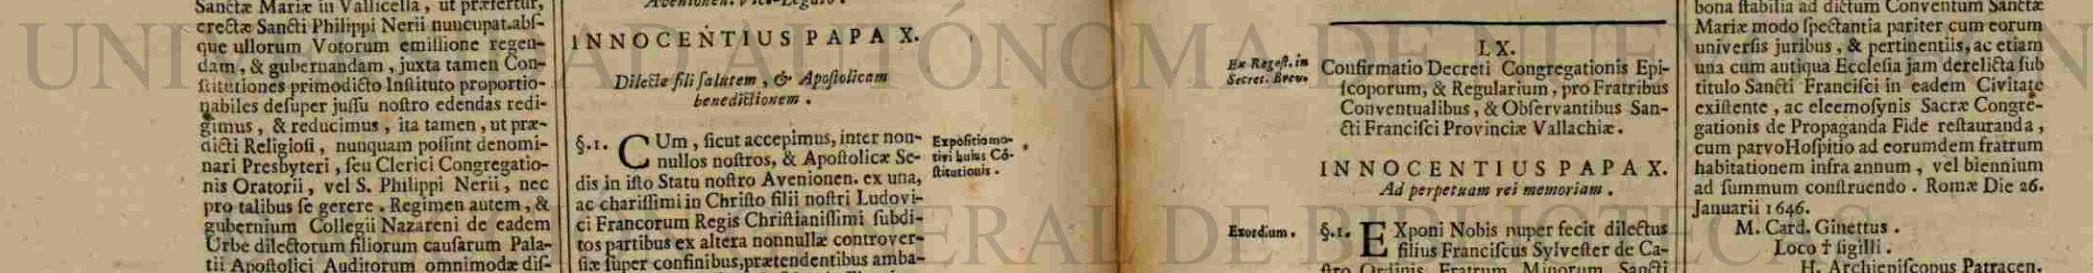 Sanctæ Mariæ in Vallicella, ut præfertur,
erectæ Sancti Philippi Nerii nuncupat. abs-
que ullorum Votorum emissione regen-
dam, & gubernandam, juxta tamen Con-
stitutiones primodicto Instituto proportio-
nabiles desuper jussu nostro edendas redi-
gimus, & reducimus, ita tamen, ut præ-
dicti Religiosi, nunquam possint denomi-
nari Presbyteri, seu Clerici Congregatio-
nis Oratorii, vel S. Philippi Nerii, nec
pro talibus se gerere. Regimen autem, &
gubernium Collegii Nazareni de eadem
Urbe dilectorum filiorum causarum Pala-
tii Apostolici Auditorum omnimodæ dis-
INNOCENTIUS PAPA X.
Dilecte fili salutem, & Apostolicam
benedictionem.
§.1. CUm, sicut accepimus, inter non-
nullos nostros, & Apostolicæ Se-
dis in isto Statu nostro Avenionen. ex una,
ac charissimi in Christo filii nostri Ludovi-
ci Francorum Regis Christianissimi subdi-
tos partibus ex altera nonnullæ controver-
siæ super confinibus, prætendentibus amba-
Expositio mo-
tivi huius Cō-
stitutionis.
Ex Regest. in
Secret. Brev.
LX.
Confirmatio Decreti Congregationis Epi-
scoporum, & Regularium, pro Fratribus
Conventualibus, & Observantibus San-
cti Francisci Provinciæ Vallachiæ.
INNOCENTIUS PAPA X.
Ad perpetuam rei memoriam.
Exordium.
§.1. EXponi Nobis nuper fecit dilectus
filius Franciscus Sylvester de Ca-
stro Ordinis Fratrum Minorum Sancti
bona stabilia ad dictum Conventum Sanctæ
Mariæ modo spectantia pariter cum eorum
universis juribus, & pertinentiis, ac etiam
una cum antiqua Ecclesia jam derelicta sub
titulo Sancti Francisci in eadem Civitate
existente, ac eleemosynis Sacræ Congre-
gationis de Propaganda Fide restauranda,
cum parvo Hospitio ad eorumdem fratrum
habitationem infra annum, vel biennium
ad summum construendo. Romæ Die 26.
Januarii 1646.
M. Card. Ginettus.
Loco † sigilli.
H. Archiepiscopus Patracen.